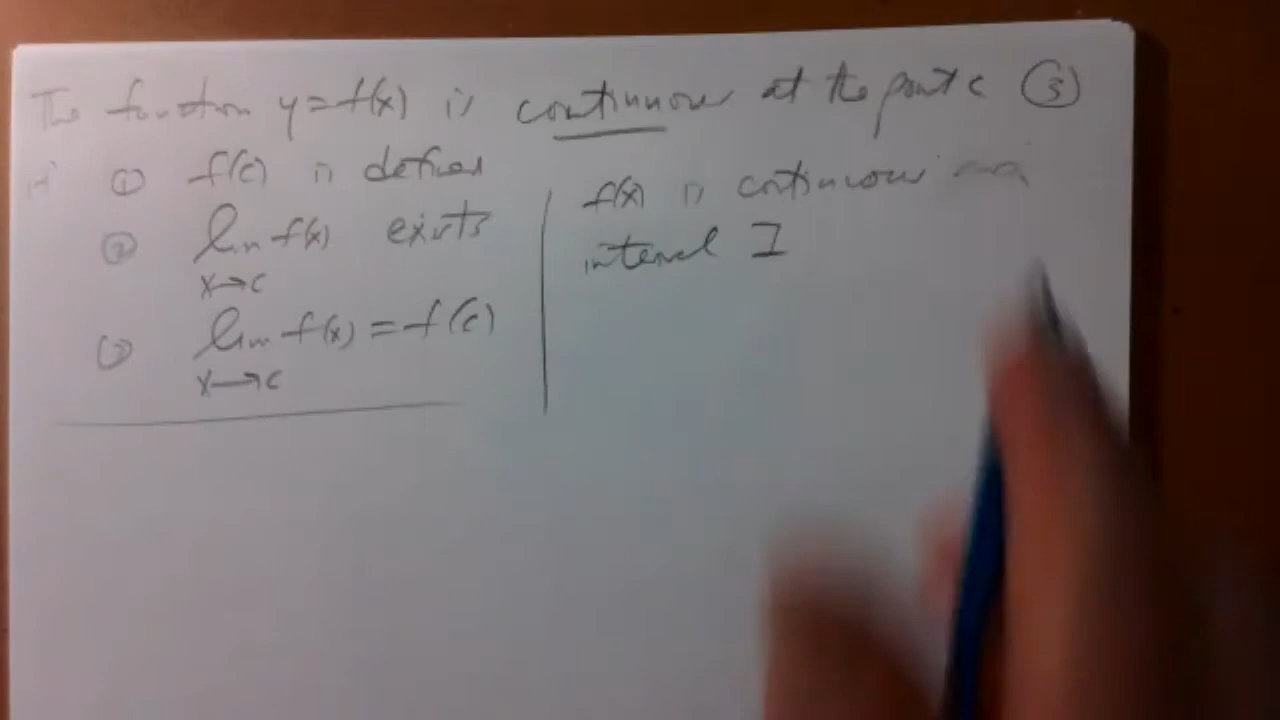 The function y=f(x) is continuous at the point c ③
if ① f(c) is defined
② lim f(x) exists
x→c
③ lim f(x) = f(c)
x→c
f(x) is continuous
interval I